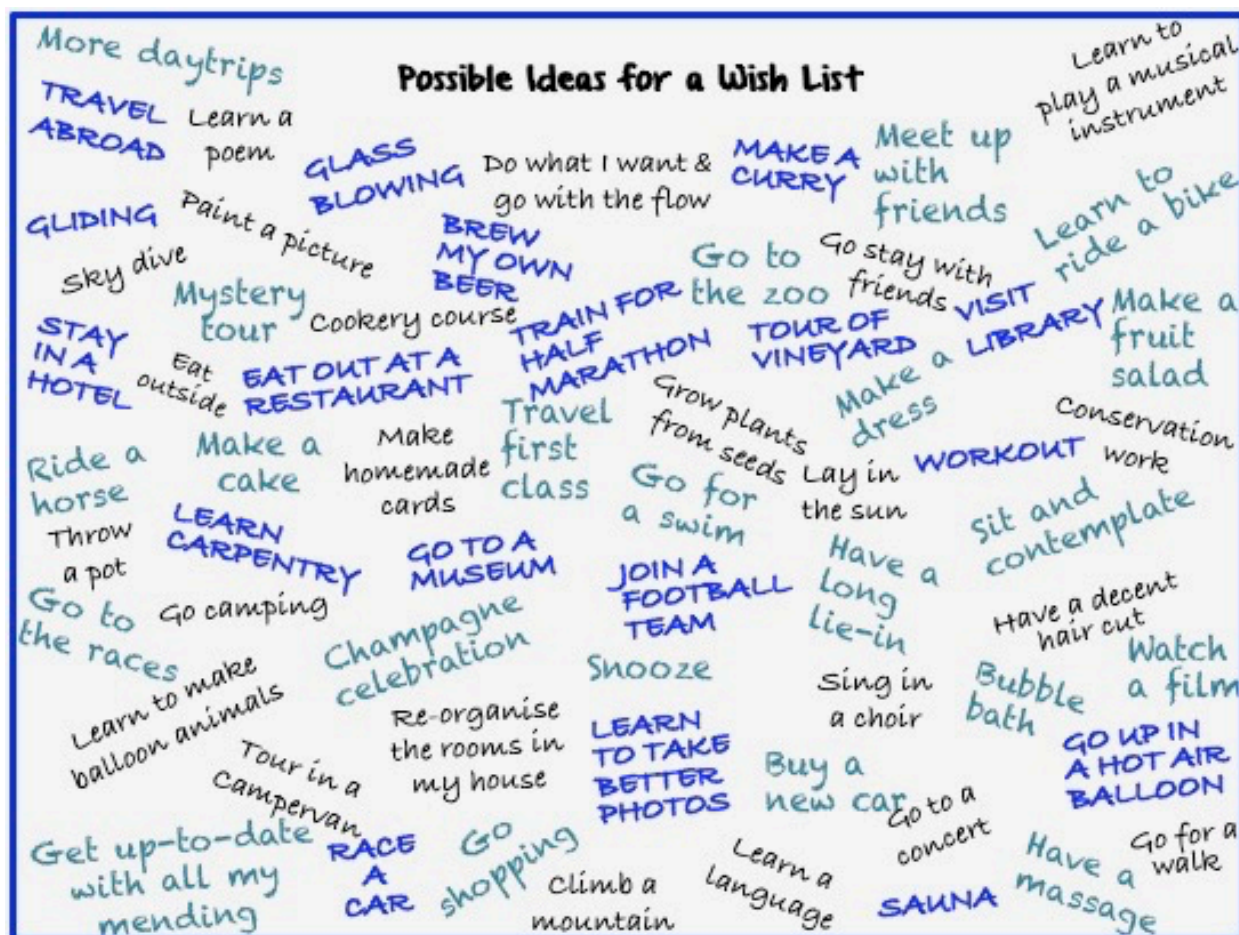 More daytrips
Possible Ideas for a Wish List
Learn to
play a musical
instrument
TRAVEL
ABROAD
Learn a
poem
GLASS
BLOWING
Do what I want &
go with the flow
MAKE A
CURRY
Meet up
with
friends
Learn to
ride a bike
GLIDING
Paint a picture
BREW
MY OWN
BEER
Go to
the zoo
Go stay with
friends
VISIT
LIBRARY
Sky dive
Mystery
tour
Cookery course
TRAIN FOR
HALF
MARATHON
TOUR OF
VINEYARD
Make a
fruit
salad
STAY
IN A
HOTEL
Eat
outside
EAT OUT AT A
RESTAURANT
Make a
dress
Travel
first
class
Grow plants
from seeds
Conservation
work
Ride a
horse
Make a
cake
Make
homemade
cards
Go for
a swim
Lay in
the sun
WORKOUT
Sit and
contemplate
Throw
a pot
LEARN
CARPENTRY
GO TO A
MUSEUM
JOIN A
FOOTBALL
TEAM
Have a
long
lie-in
Go to
the races
Go camping
Champagne
celebration
Have a decent
hair cut
Snooze
Watch
a film
Learn to make
balloon animals
Re-organise
the rooms in
my house
LEARN
TO TAKE
BETTER
PHOTOS
Sing in
a choir
Bubble
bath
GO UP IN
A HOT AIR
BALLOON
Tour in a
Campervan
Buy a
new car
Go to a
concert
Get up-to-date
with all my
mending
RACE
A
CAR
Go
shopping
Climb a
mountain
Learn a
language
SAUNA
Have a
massage
Go for a
walk